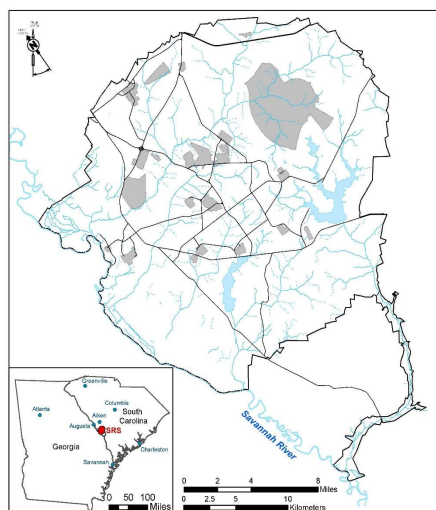 Greenville
Atlanta
Columbia
South
Carolina
Aiken
Augusta
SRS
Georgia
Charleston
Savannah
0 50 100
Miles
Savannah River
0 2 4 8
Miles
0 2.5 5 10
Kilometers